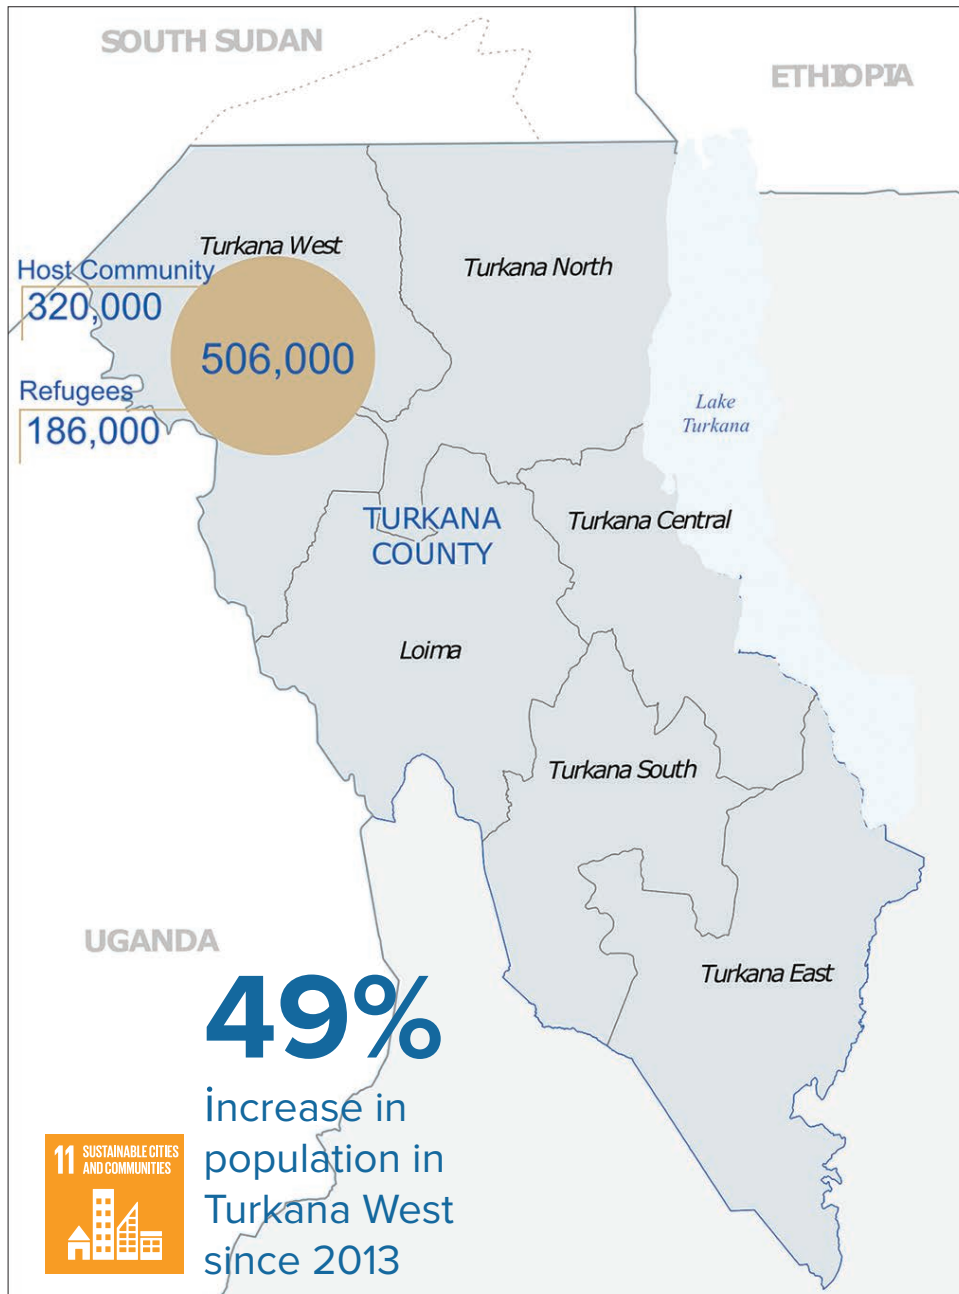 SOUTH SUDAN
ETHIOPIA
Turkana West
Turkana North
Host Community
320,000
506,000
Refugees
186,000
Lake
Turkana
TURKANA
COUNTY
Turkana Central
Loima
Turkana South
UGANDA
Turkana East
49%
increase in
population in
Turkana West
since 2013
11 SUSTAINABLE CITIES
AND COMMUNITIES